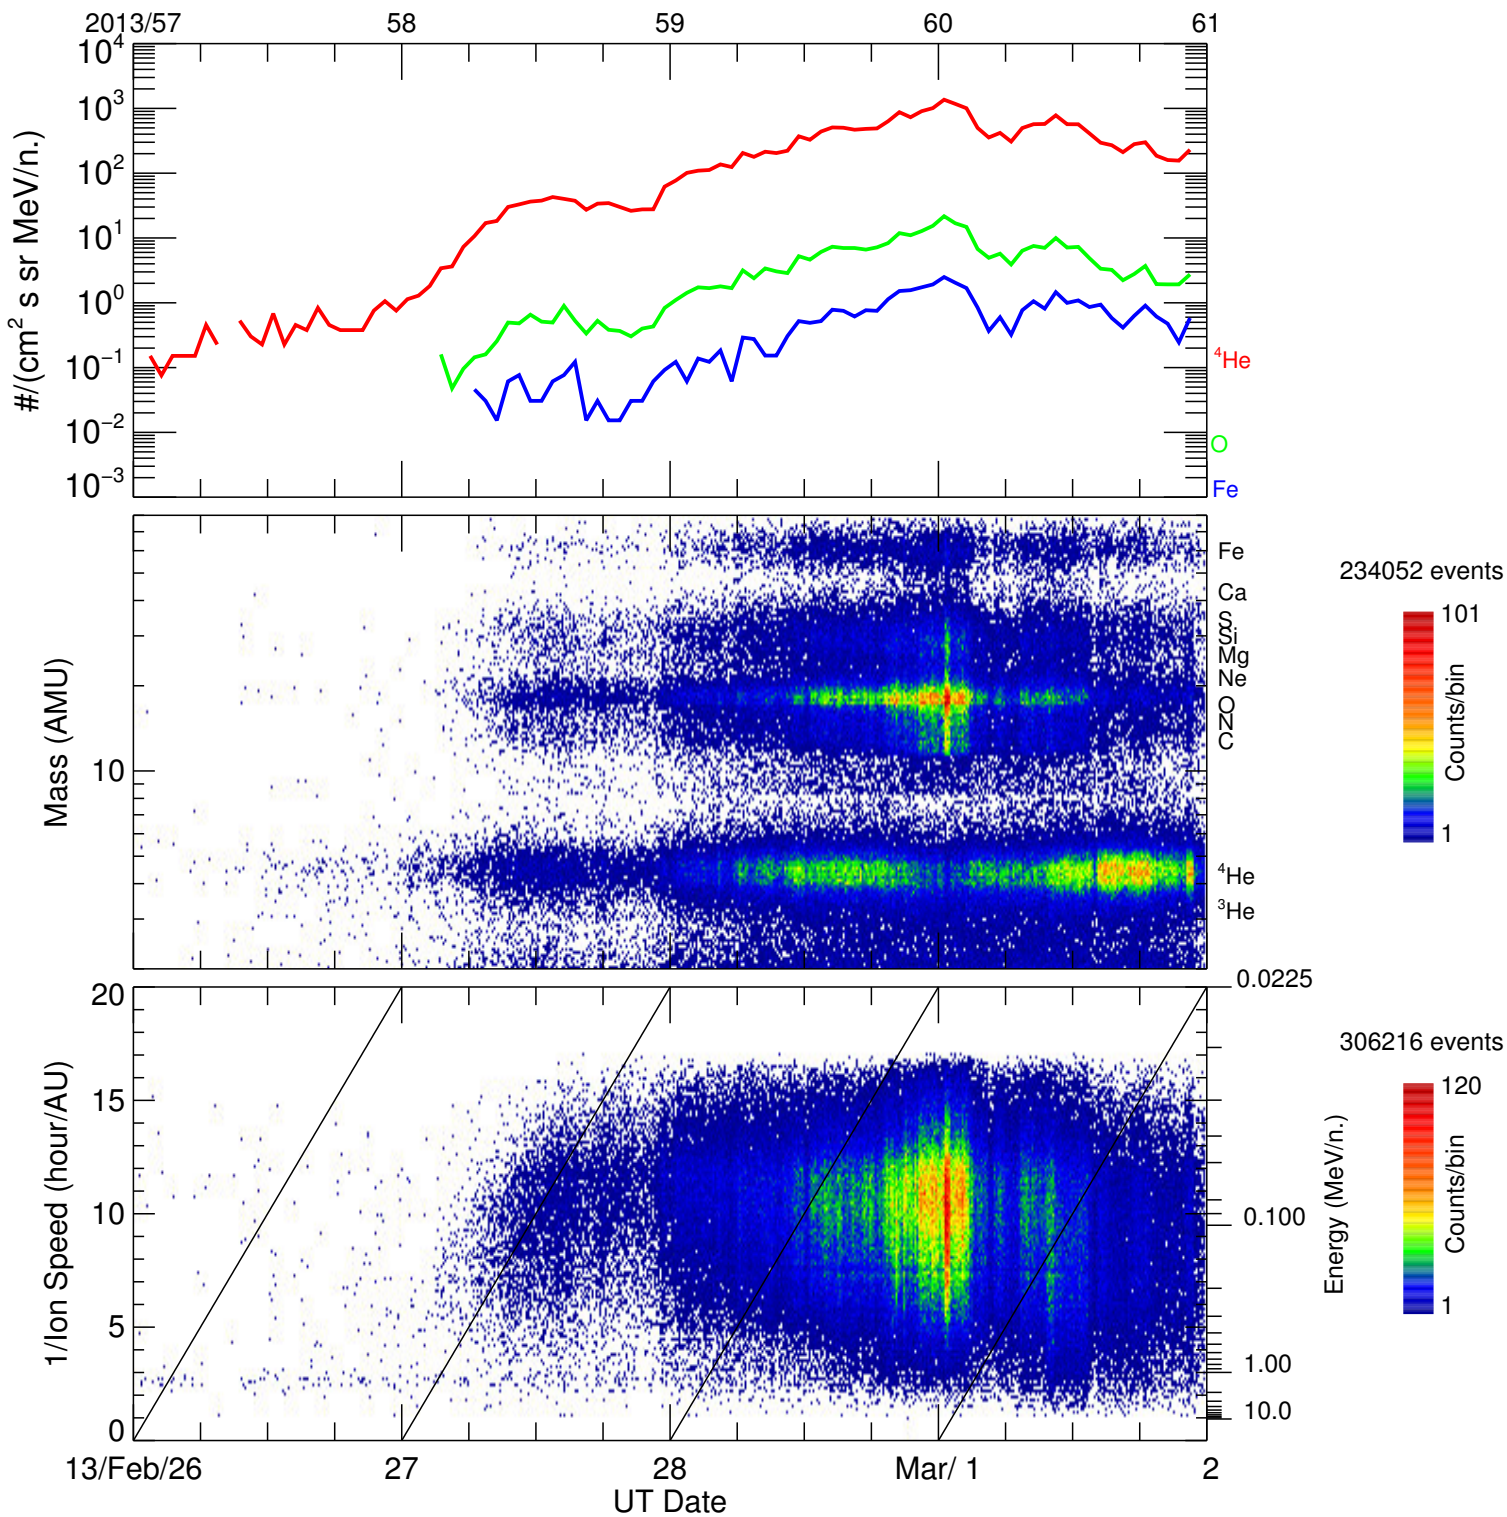 2013/57 58 59 60 61
10^4
10^3
10^2
10^1
10^0
10^−1
10^−2
10^−3
#/(cm^2 s sr MeV/n.)
^4He
O
Fe
Fe
Ca
S
Si
Mg
Ne
O
N
C
^4He
^3He
10
Mass (AMU)
234052 events
101
Counts/bin
1
20
15
10
5
0
1/Ion Speed (hour/AU)
0.0225
0.100
1.00
10.0
Energy (MeV/n.)
306216 events
120
Counts/bin
1
13/Feb/26 27 28 Mar/ 1 2
UT Date